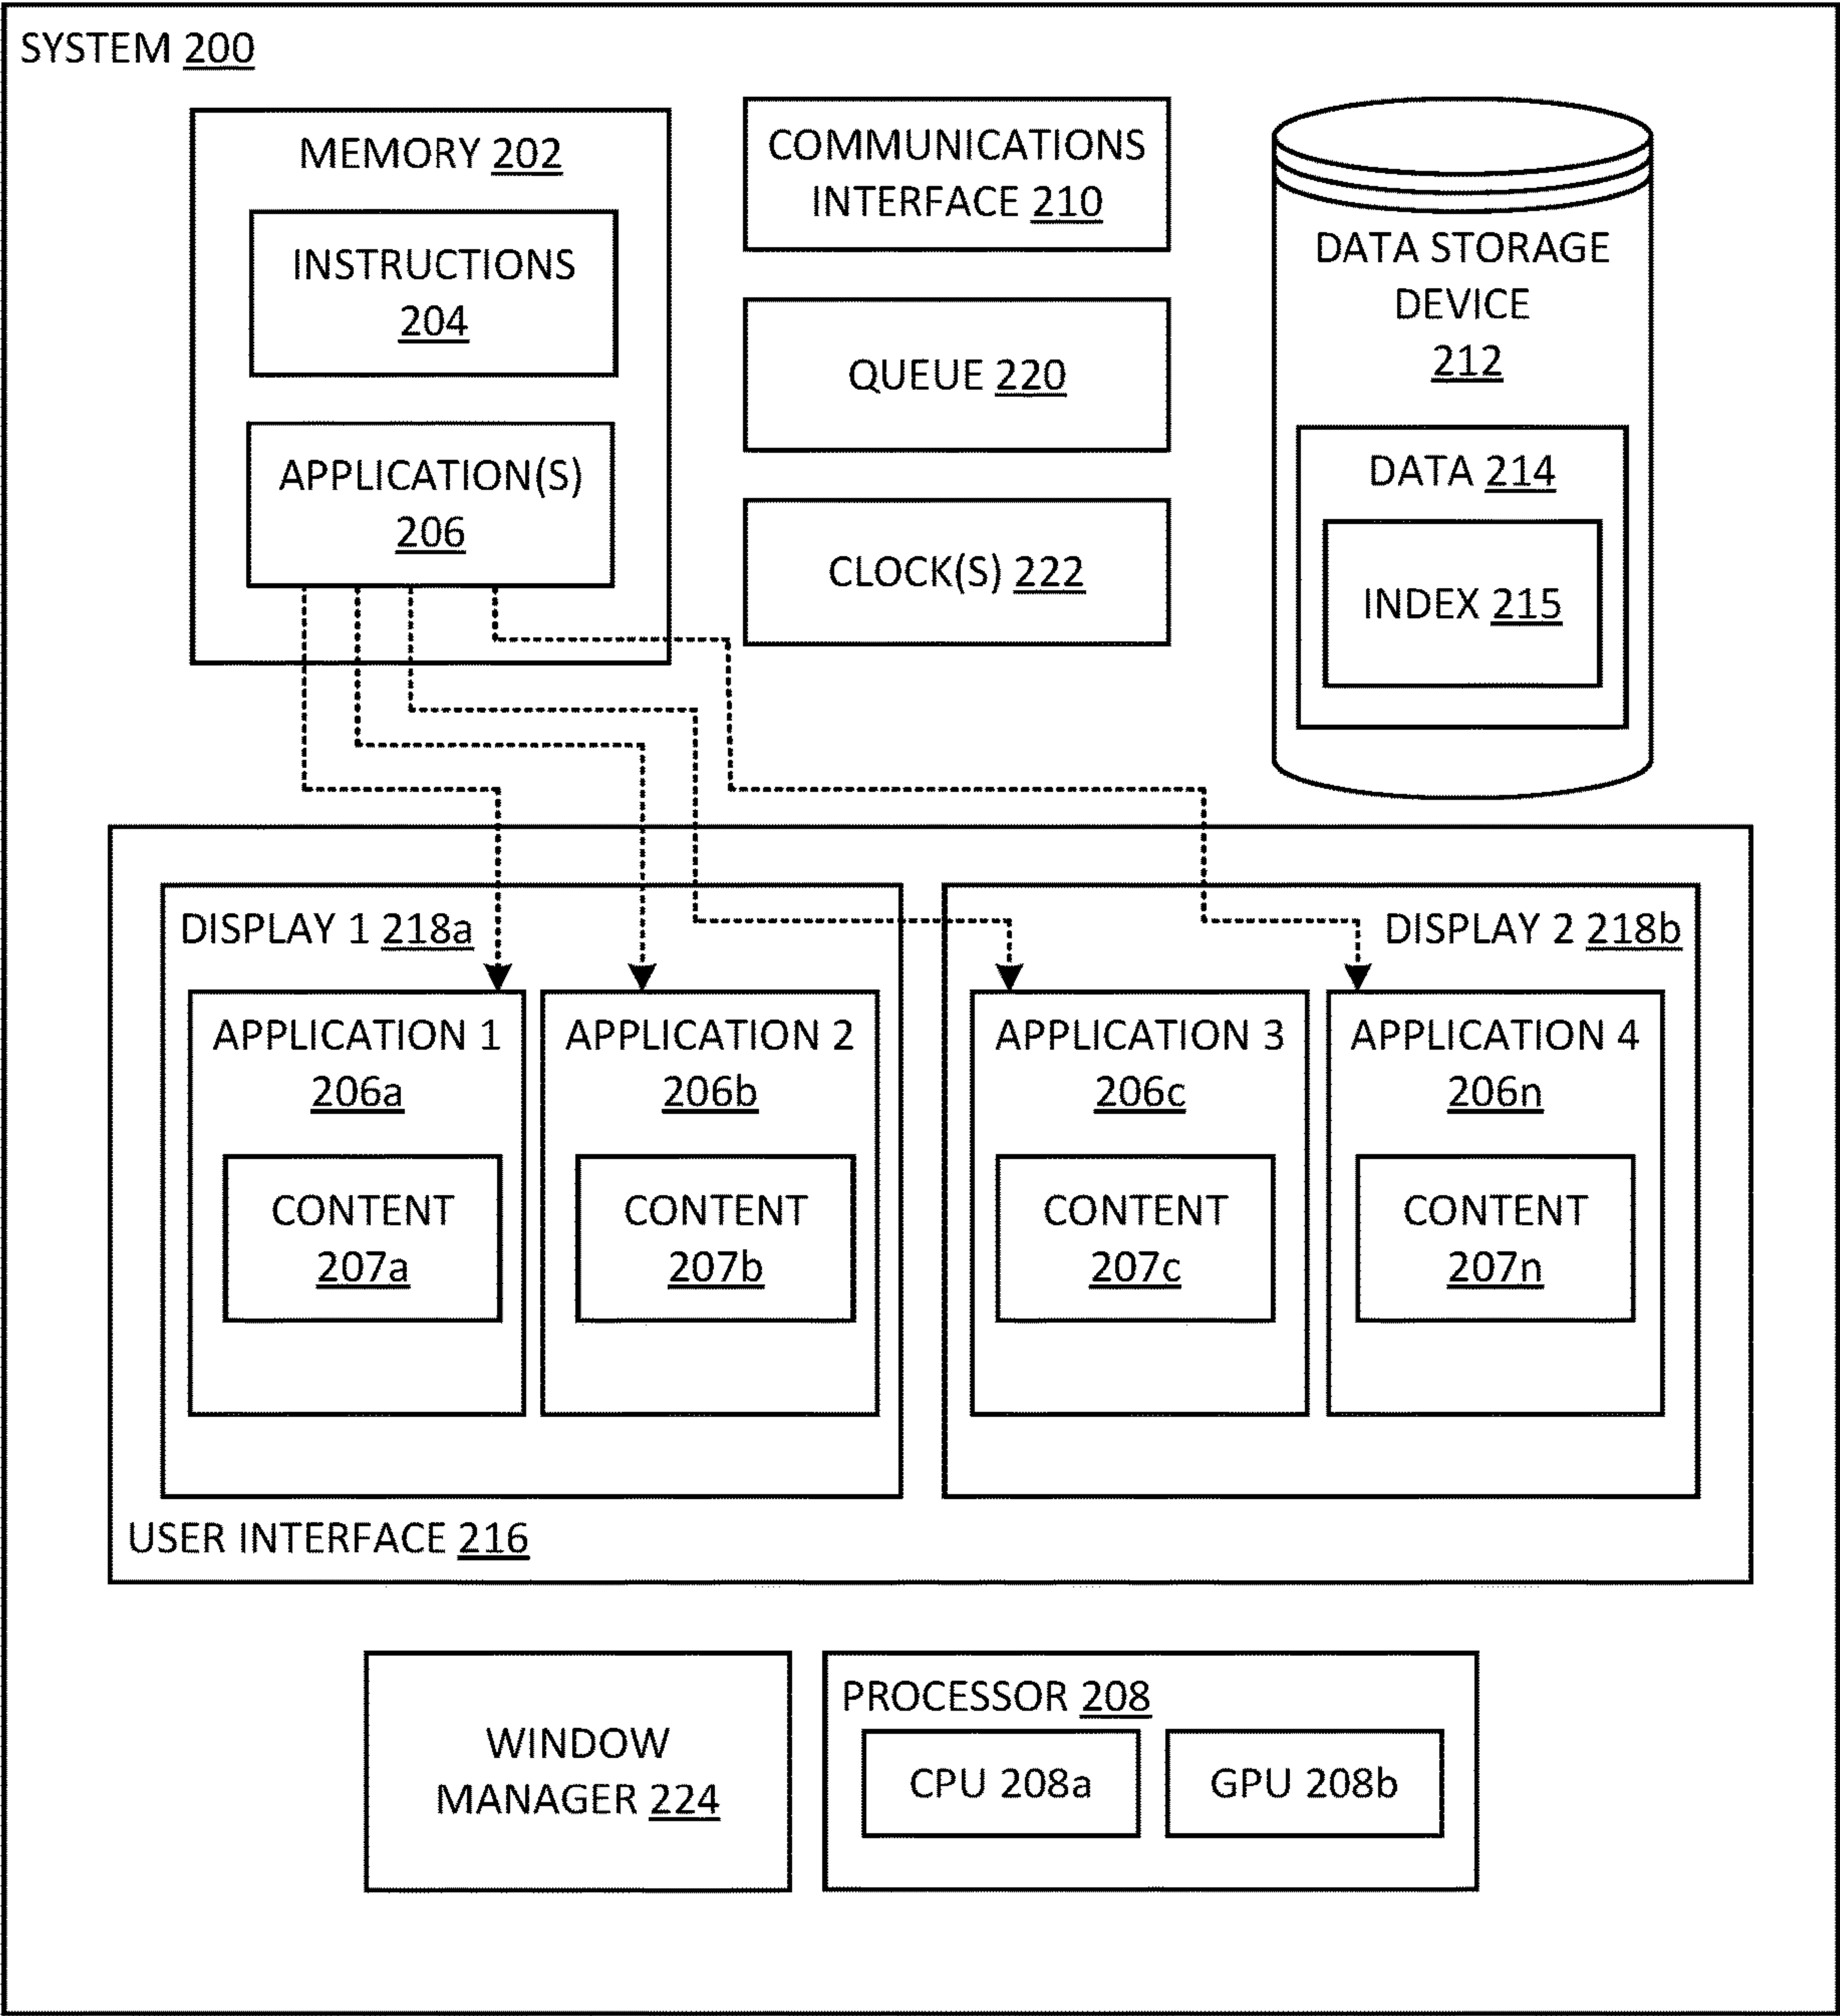 SYSTEM 200
MEMORY 202
INSTRUCTIONS
204
APPLICATION(S)
206
COMMUNICATIONS
INTERFACE 210
QUEUE 220
CLOCK(S) 222
DATA STORAGE
DEVICE
212
DATA 214
INDEX 215
DISPLAY 1 218a
APPLICATION 1
206a
CONTENT
207a
APPLICATION 2
206b
CONTENT
207b
DISPLAY 2 218b
APPLICATION 3
206c
CONTENT
207c
APPLICATION 4
206n
CONTENT
207n
USER INTERFACE 216
WINDOW
MANAGER 224
PROCESSOR 208
CPU 208a
GPU 208b